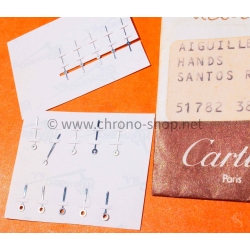 AIGUILLE
HANDS
SANTOS
51782
© www.chrono-shop.net
Cartier
Paris